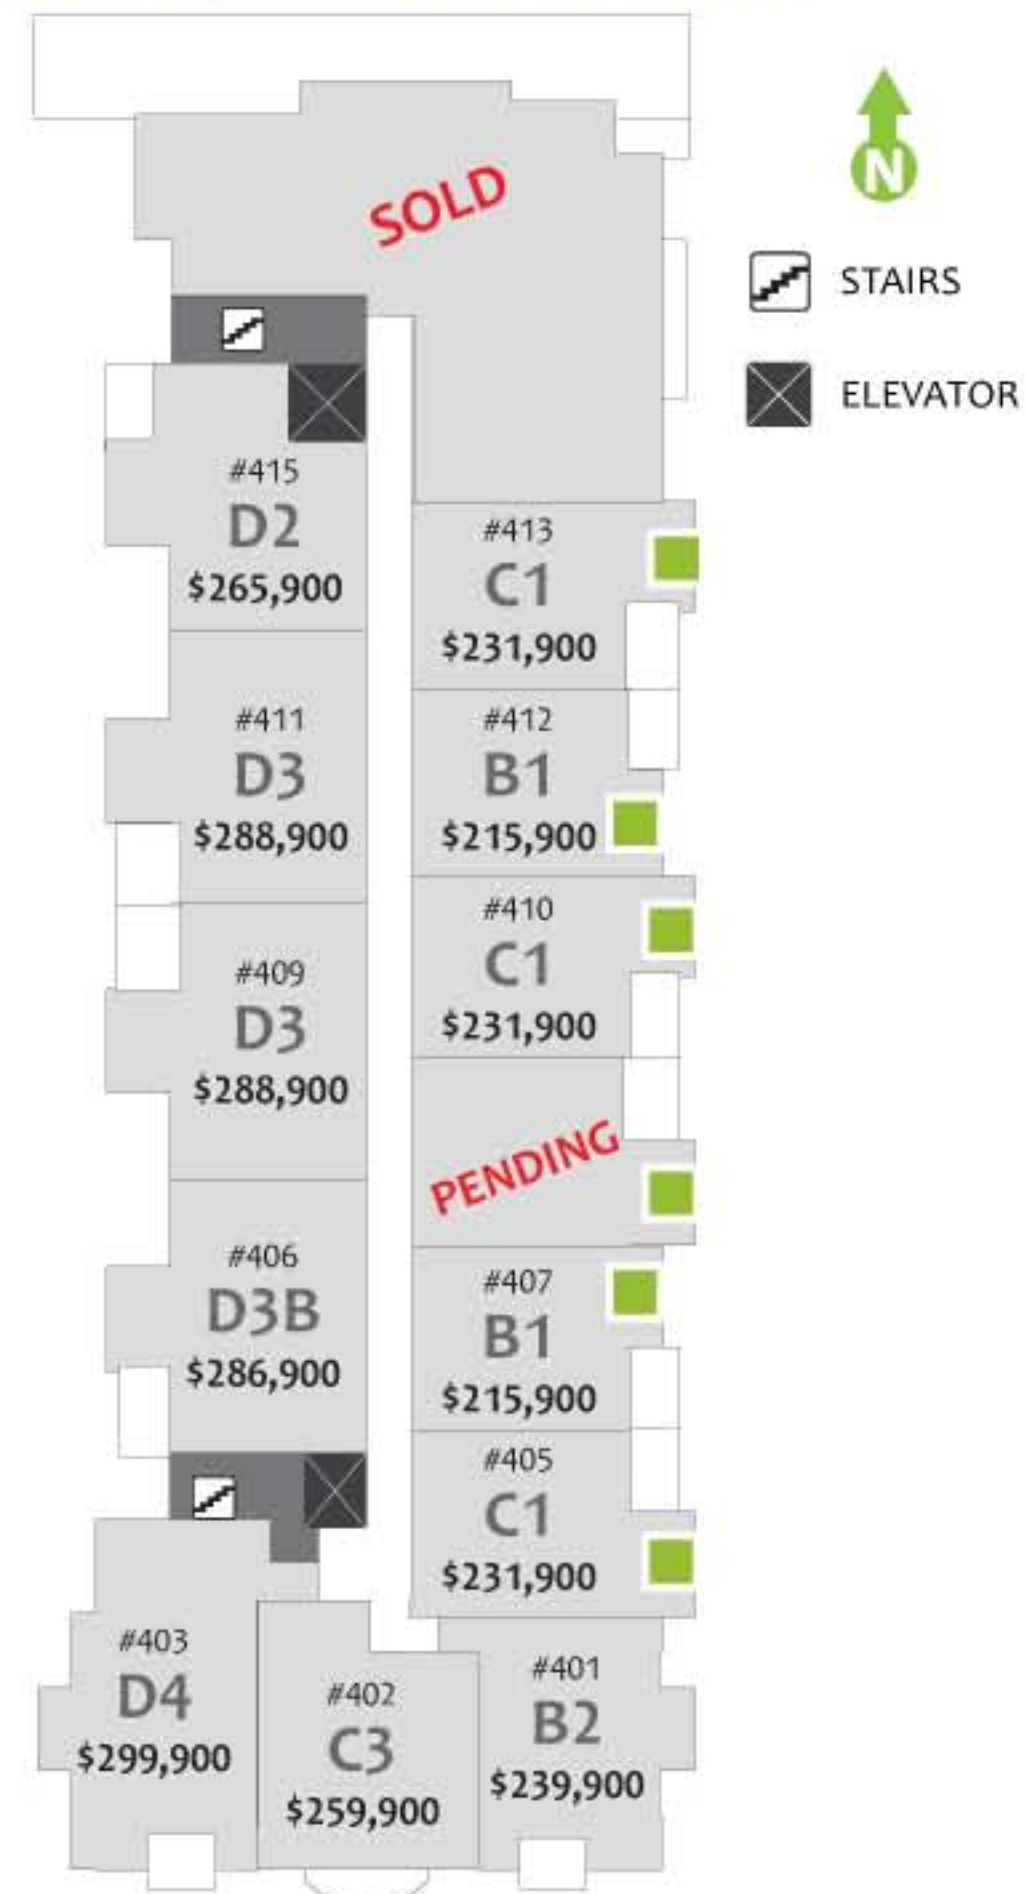 N
STAIRS
ELEVATOR
SOLD
#415
D2
$265,900
#413
C1
$231,900
#411
D3
$288,900
#412
B1
$215,900
#409
D3
$288,900
#410
C1
$231,900
PENDING
#406
D3B
$286,900
#407
B1
$215,900
#405
C1
$231,900
#403
D4
$299,900
#402
C3
$259,900
#401
B2
$239,900